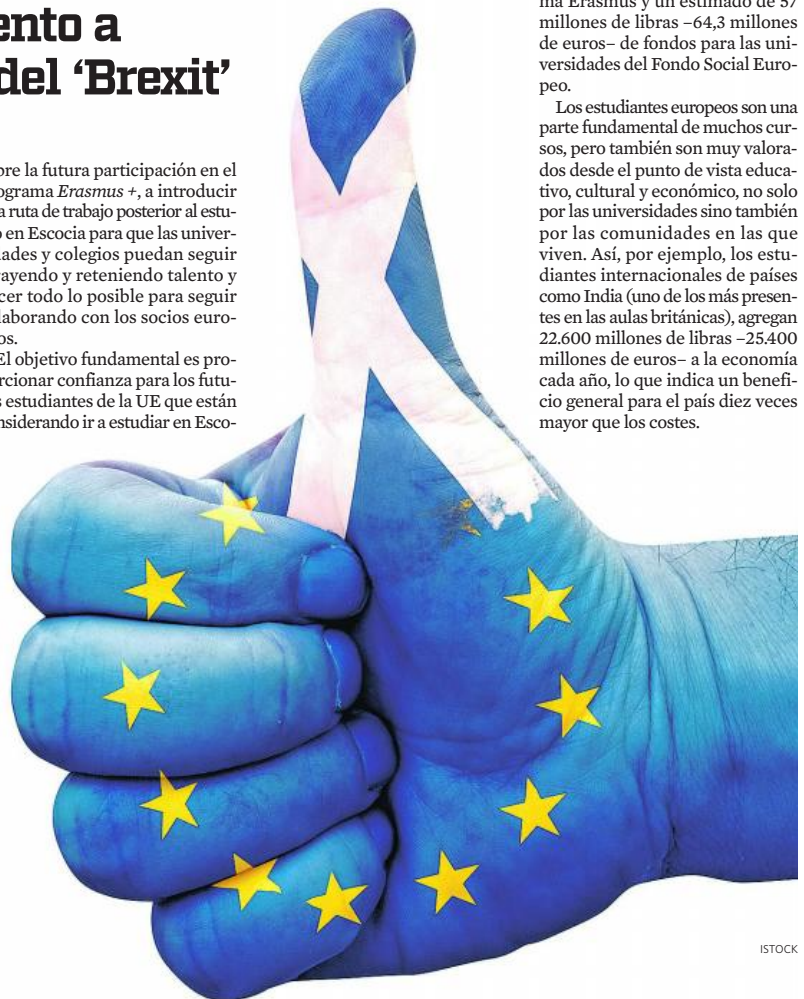 ento a
del ‘Brexit’
bre la futura participación en el
ograma Erasmus +, a introducir
a ruta de trabajo posterior al estu-
o en Escocia para que las univer-
ades y colegios puedan seguir
ayendo y reteniendo talento y
cer todo lo posible para seguir
laborando con los socios euro-
os.
El objetivo fundamental es pro-
rcionar confianza para los futu-
s estudiantes de la UE que están
nsiderando ir a estudiar en Esco-
ma Erasmus y un estimado de 57
millones de libras –64,3 millones
de euros– de fondos para las uni-
versidades del Fondo Social Euro-
peo.
Los estudiantes europeos son una
parte fundamental de muchos cur-
sos, pero también son muy valora-
dos desde el punto de vista educa-
tivo, cultural y económico, no solo
por las universidades sino también
por las comunidades en las que
viven. Así, por ejemplo, los estu-
diantes internacionales de países
como India (uno de los más presen-
tes en las aulas británicas), agregan
22.600 millones de libras –25.400
millones de euros– a la economía
cada año, lo que indica un benefi-
cio general para el país diez veces
mayor que los costes.
ISTOCK